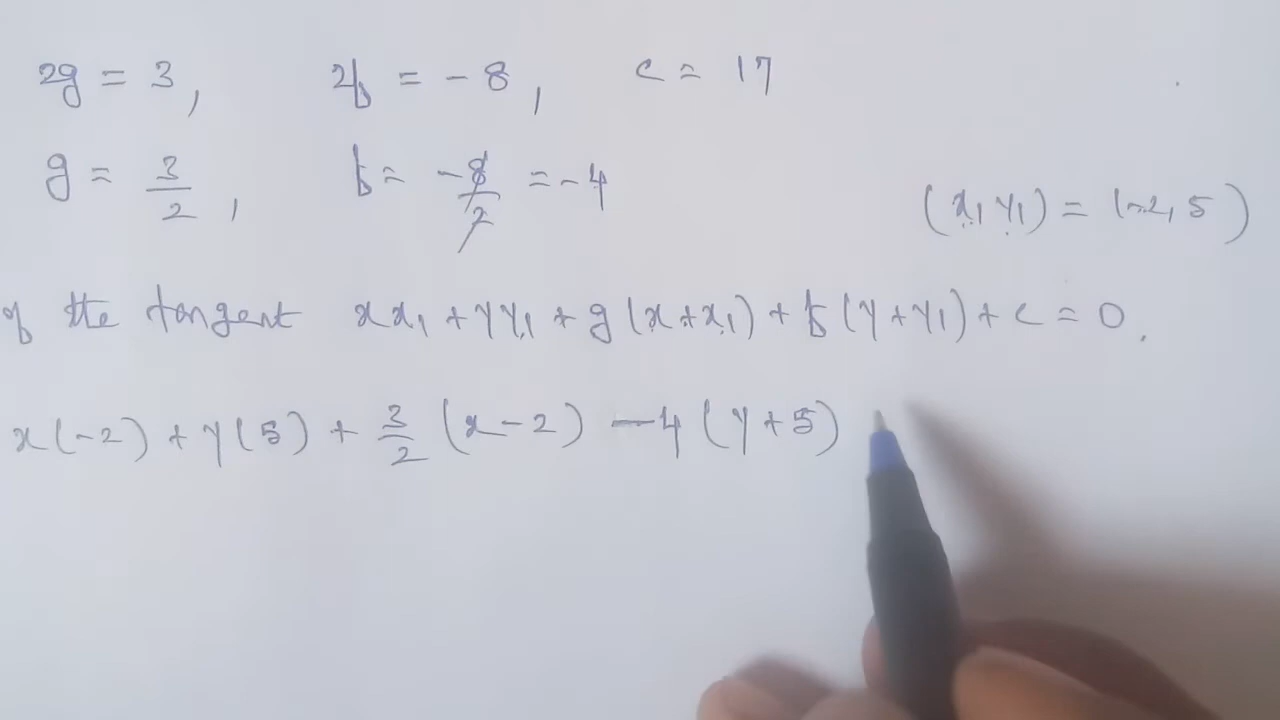 2g = 3, 2f = -8, c = 17
g = 3/2, f = -8/2 = -4
(x₁ y₁) = (-2, 5)
of the tangent xx₁ + yy₁ + g(x+x₁) + f(y+y₁) + c = 0.
x(-2) + y(5) + 3/2 (x-2) -4(y+5)